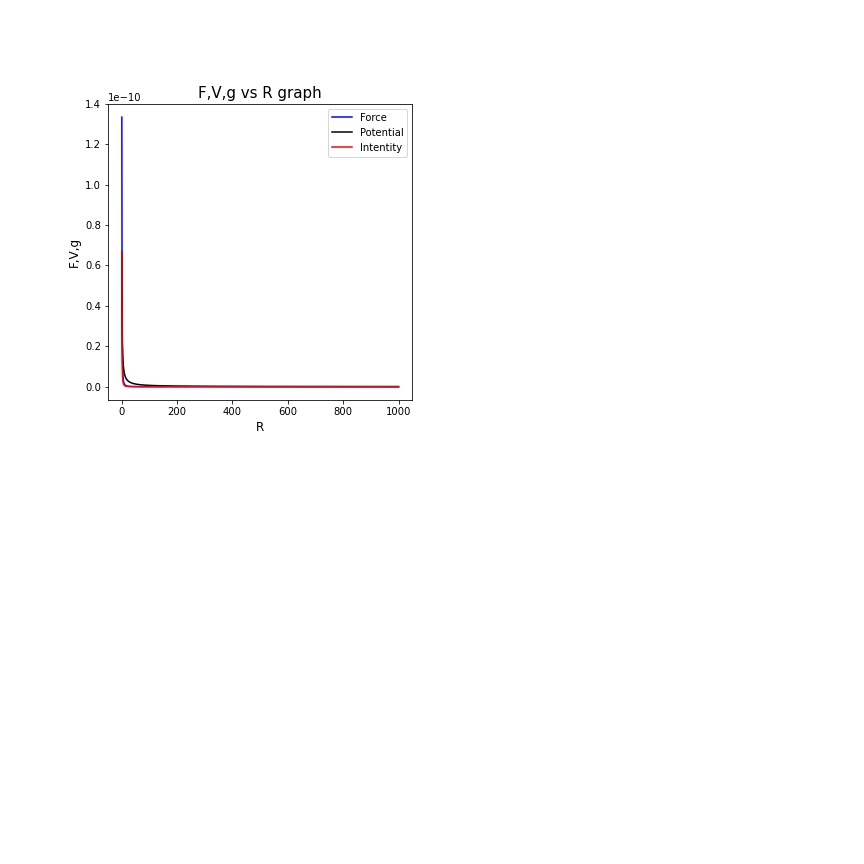 F,V,g vs R graph
1e−10
1.4
1.2
1.0
0.8
0.6
0.4
0.2
0.0
F,V,g
Force
Potential
Intentity
0 200 400 600 800 1000
R